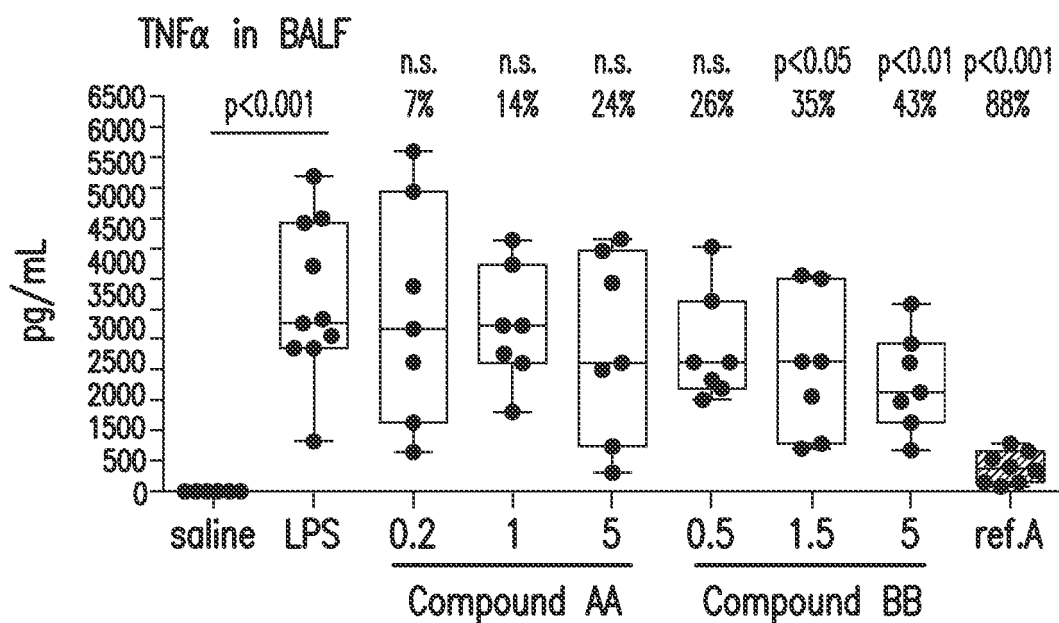 TNFα in BALF
p<0.001
n.s. n.s. n.s. n.s. p<0.05 p<0.01 p<0.001
7% 14% 24% 26% 35% 43% 88%
pg/mL
6500
6000
5500
5000
4500
4000
3500
3000
2500
2000
1500
500
0
saline LPS 0.2 1 5 0.5 1.5 5 ref.A
Compound AA Compound BB